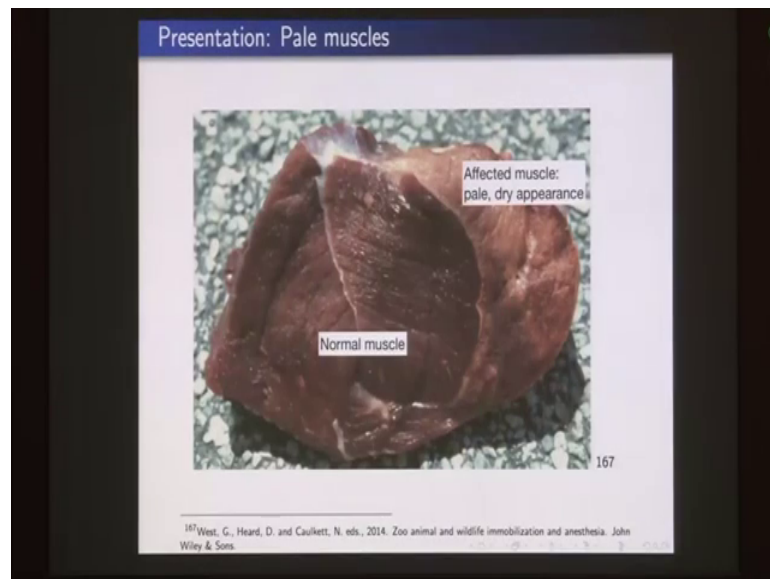 Presentation: Pale muscles
Affected muscle:
pale, dry appearance
Normal muscle
167
167West, G., Heard, D. and Caulkett, N. eds., 2014. Zoo animal and wildlife immobilization and anesthesia. John
Wiley & Sons.